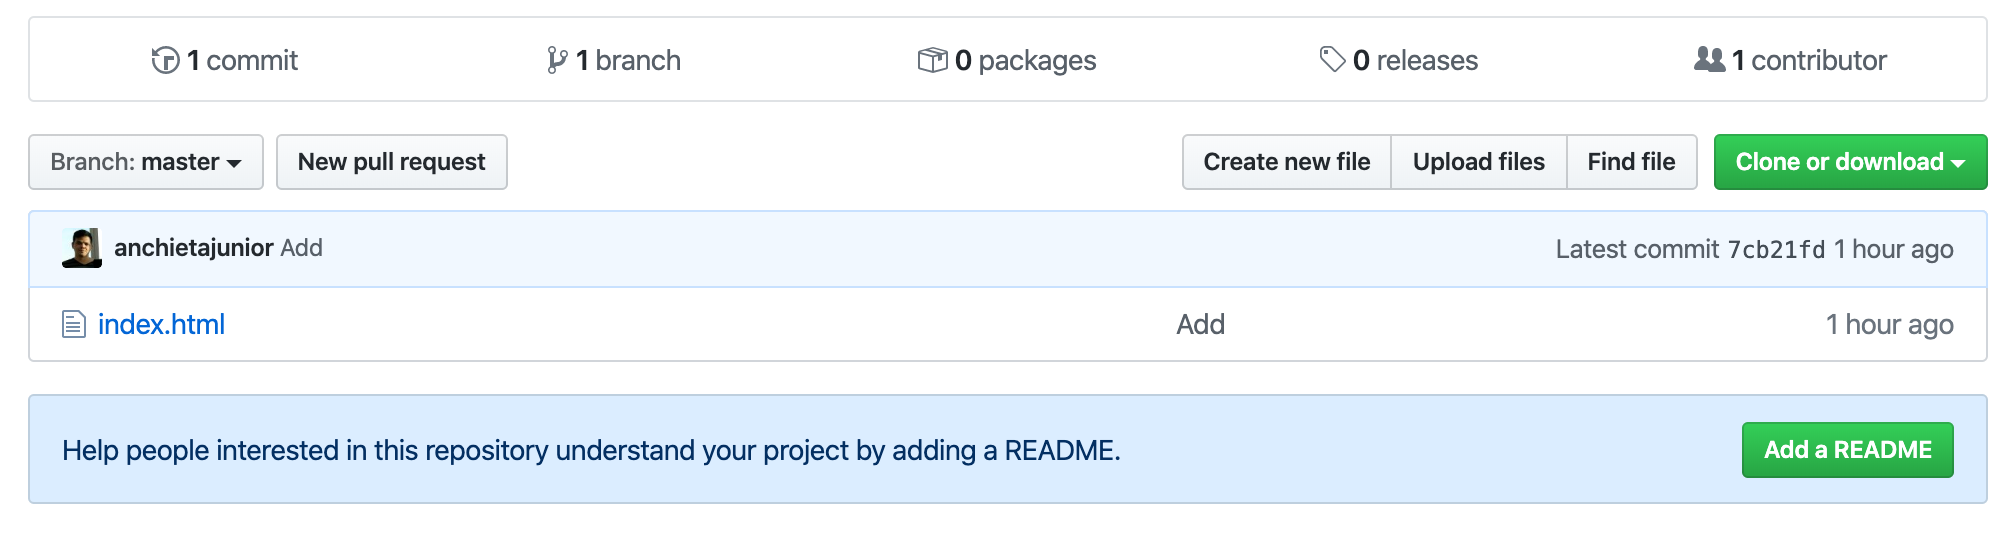 1 commit 1 branch 0 packages 0 releases 1 contributor
Branch: master New pull request Create new file Upload files Find file Clone or download
anchietajunior Add Latest commit 7cb21fd 1 hour ago
index.html Add 1 hour ago
Help people interested in this repository understand your project by adding a README. Add a README